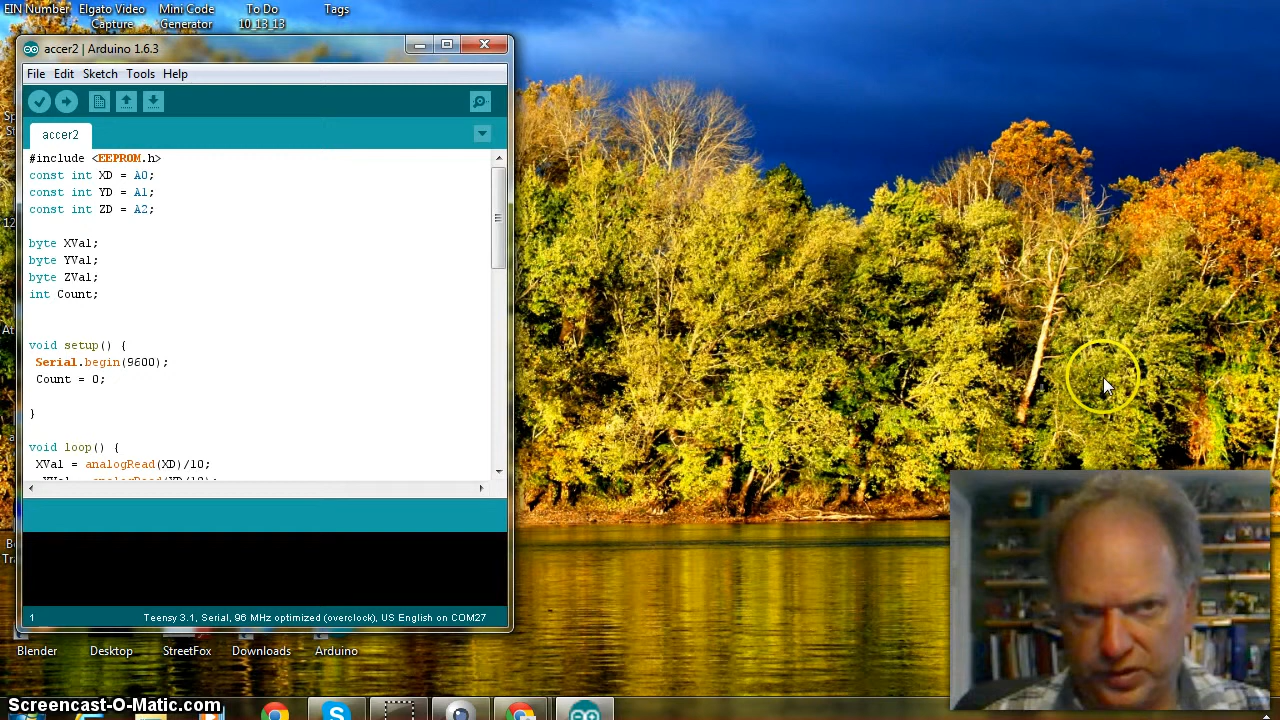 EIN Number
Elgato Video Capture
Mini Code Generator
To Do 10_13_13
Tags
accer2 | Arduino 1.6.3
File Edit Sketch Tools Help
accer2
#include <EEPROM.h>
const int XD = A0;
const int YD = A1;
const int ZD = A2;
byte XVal;
byte YVal;
byte ZVal;
int Count;
void setup() {
Serial.begin(9600);
Count = 0;
}
void loop() {
XVal = analogRead(XD)/10;
1
Teensy 3.1, Serial, 96 MHz optimized (overclock), US English on COM27
Blender
Desktop
StreetFox
Downloads
Arduino
Screencast-O-Matic.com